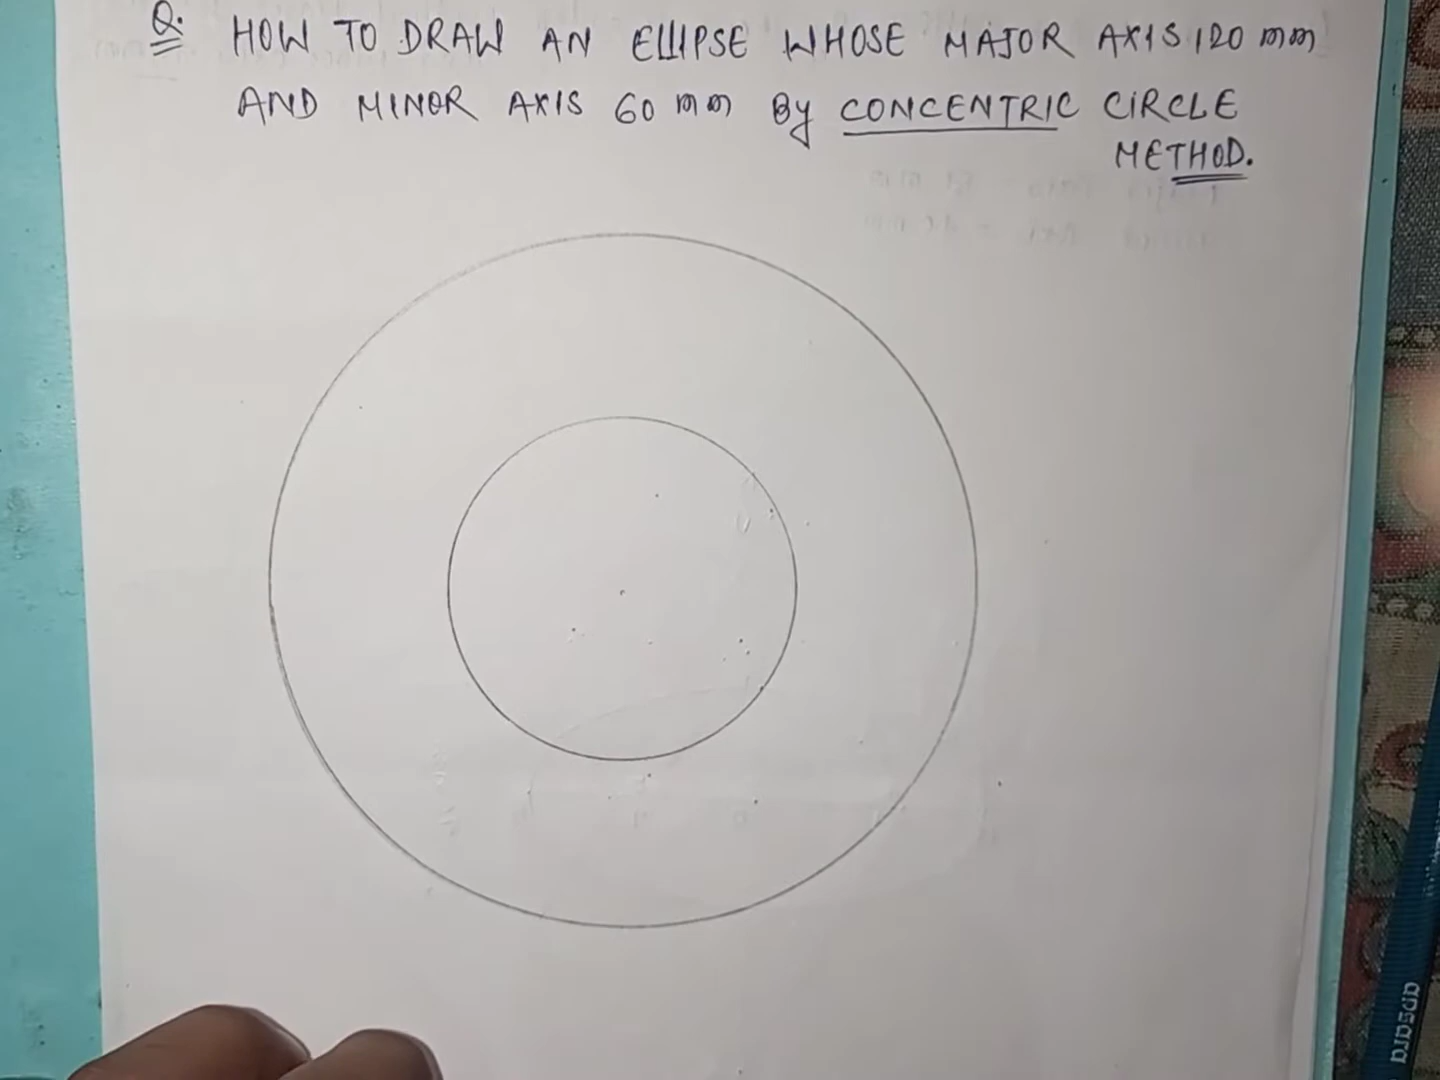 Q. HOW TO DRAW AN ELLIPSE WHOSE MAJOR AXIS 120 mm
AND MINOR AXIS 60 mm By CONCENTRIC CIRCLE
METHOD.
apsara